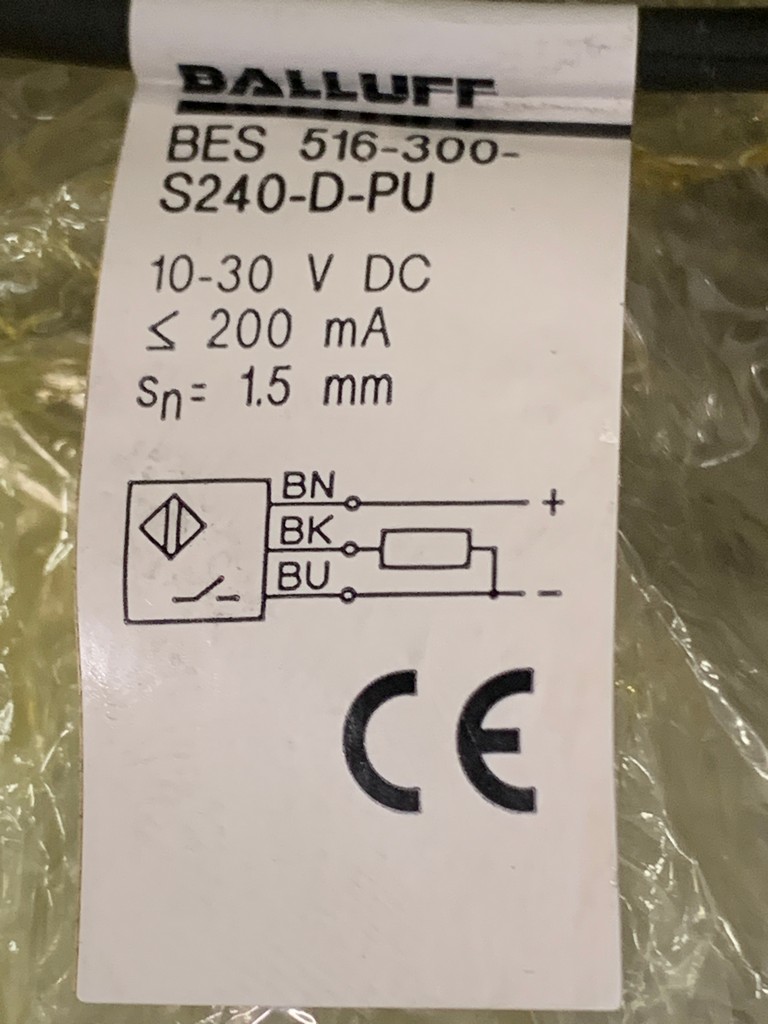 BALLUFF
BES 516-300-
S240-D-PU
10-30 V DC
≤ 200 mA
sn= 1.5 mm
BN +
BK
BU -
CE